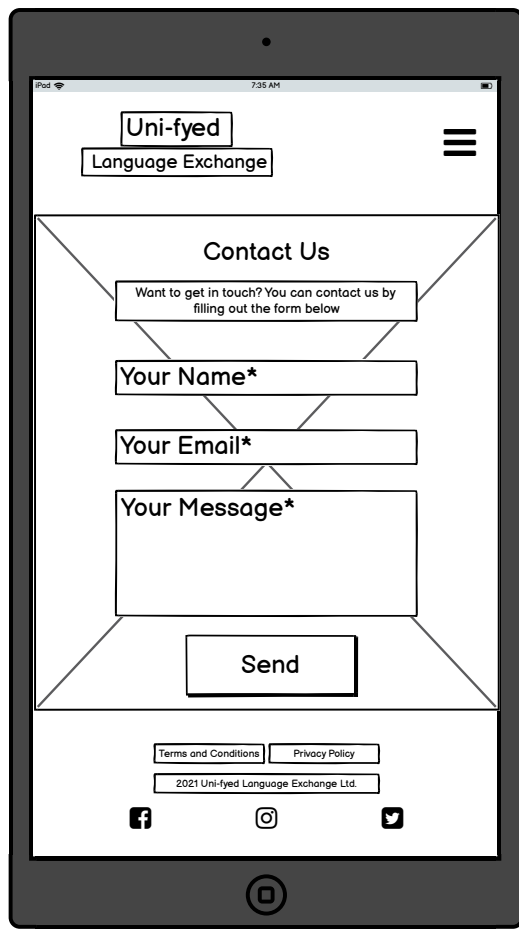 iPad 7:35 AM
Uni-fyed
Language Exchange
Contact Us
Want to get in touch? You can contact us by
filling out the form below
Your Name*
Your Email*
Your Message*
Send
Terms and Conditions Privacy Policy
2021 Uni-fyed Language Exchange Ltd.